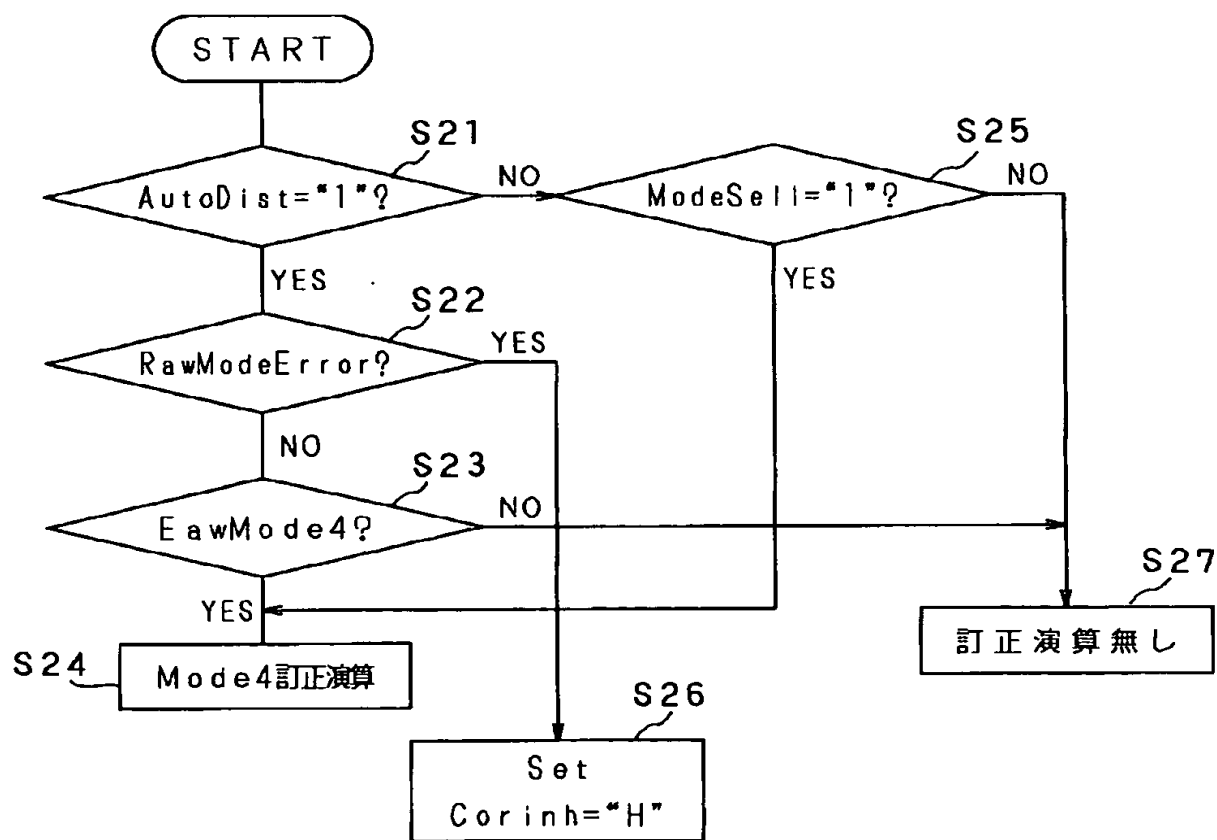 START
S21
AutoDist="1"?
NO
S25
ModeSell="1"?
NO
YES
YES
S22
RawModeError?
YES
NO
S23
EawMode4?
NO
YES
S24
Mode4訂正演算
S27
訂正演算無し
S26
Set
Corinh="H"